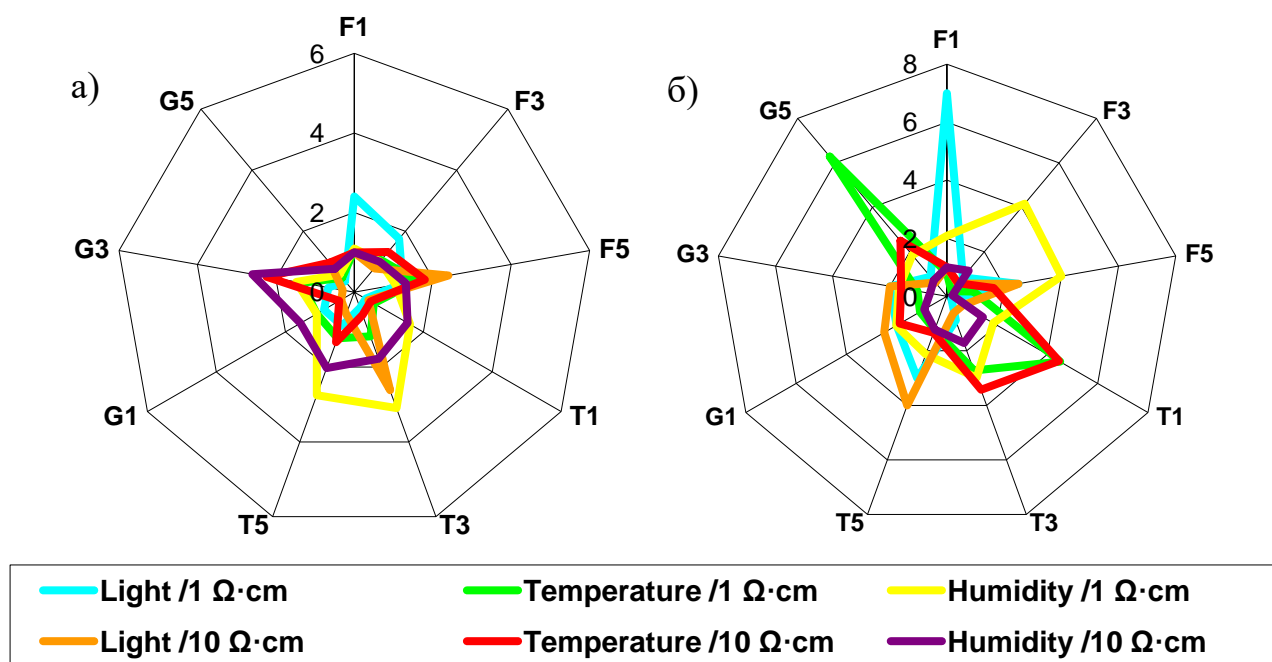 F1
6
а)
G5
F3
4
2
G3
F5
0
G1
T1
T5
T3
F1
8
б)
G5
F3
6
4
2
G3
F5
0
G1
T1
T5
T3
Light /1 Ω·cm Temperature /1 Ω·cm Humidity /1 Ω·cm
Light /10 Ω·cm Temperature /10 Ω·cm Humidity /10 Ω·cm